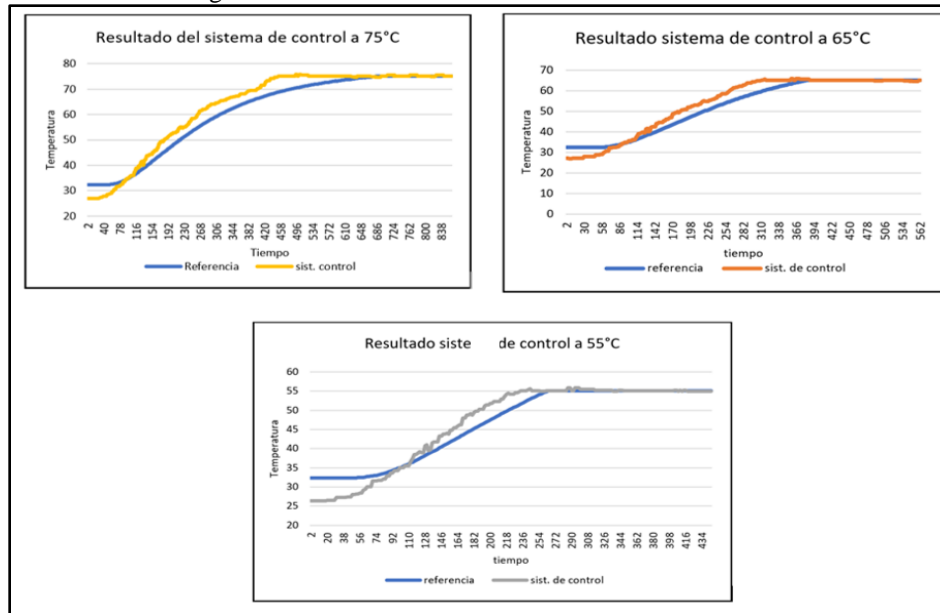 Resultado del sistema de control a 75°C
80
70
60
50
40
30
20
Temperatura
2 40 78 116 154 192 230 268 306 344 382 420 458 496 534 572 610 648 686 724 762 800 838
Tiempo
Referencia sist. control
Resultado sistema de control a 65°C
70
60
50
40
30
20
10
0
Temperatura
2 30 58 86 114 142 170 198 226 254 282 310 338 366 394 422 450 478 506 534 562
tiempo
referencia sist. de control
Resultado siste de control a 55°C
60
55
50
45
40
35
30
25
20
Temperatura
2 20 38 56 74 92 110 128 146 164 182 200 218 236 254 272 290 308 326 344 362 380 398 416 434
tiempo
referencia sist. de control